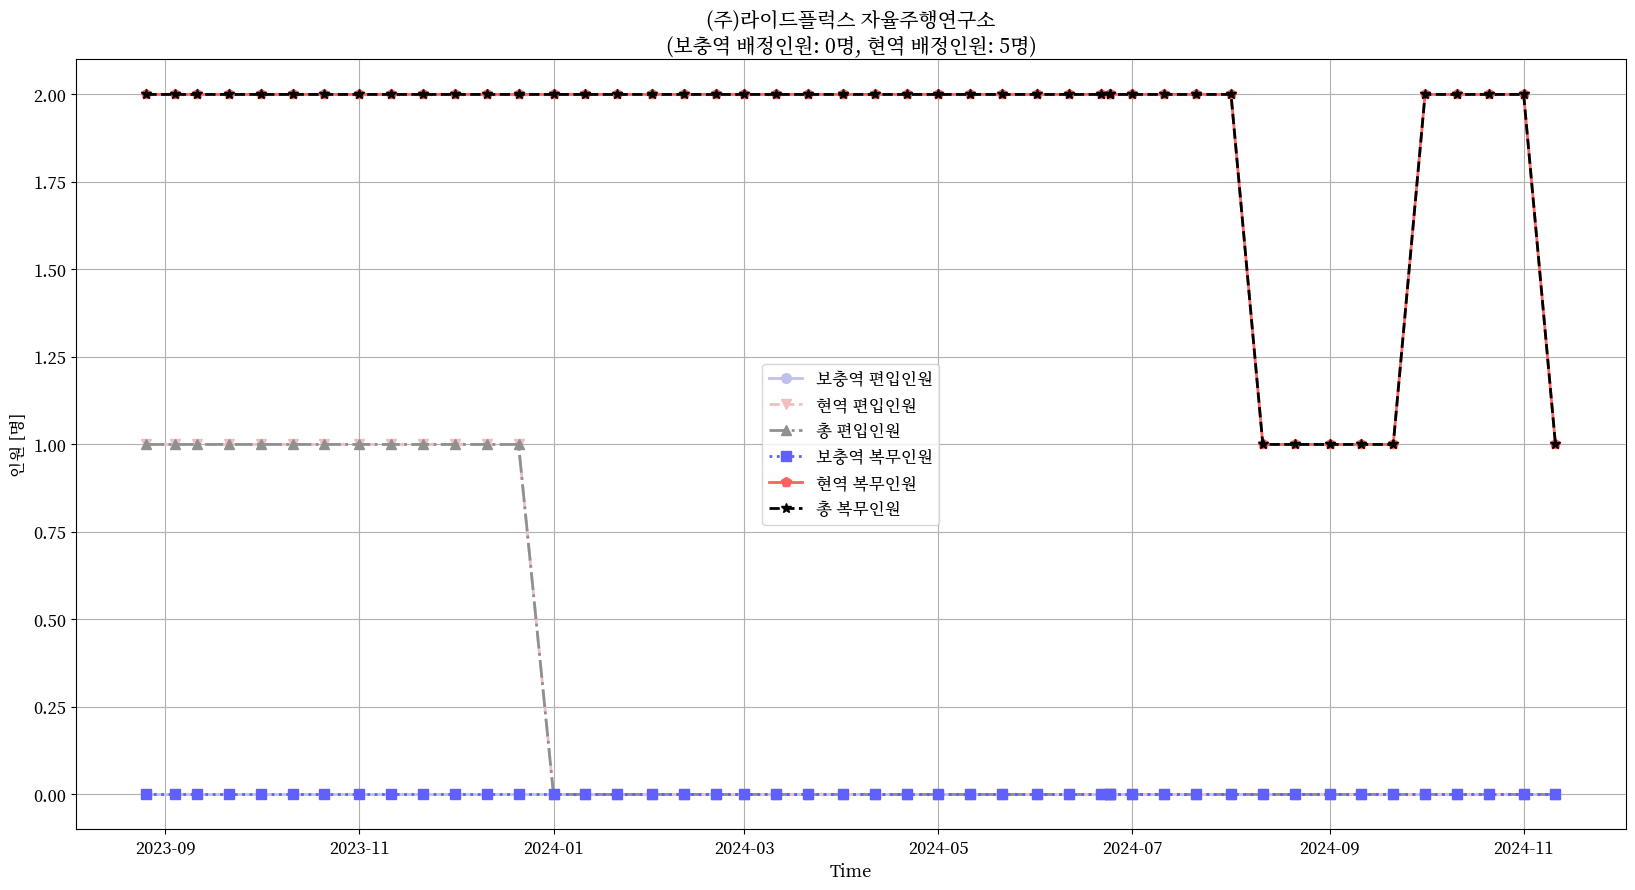 (주)라이드플럭스 자율주행연구소
(보충역 배정인원: 0명, 현역 배정인원: 5명)
2.00
1.75
1.50
1.25
1.00
0.75
0.50
0.25
0.00
인원 [명]
보충역 편입인원
현역 편입인원
총 편입인원
보충역 복무인원
현역 복무인원
총 복무인원
2023-09
2023-11
2024-01
2024-03
2024-05
2024-07
2024-09
2024-11
Time